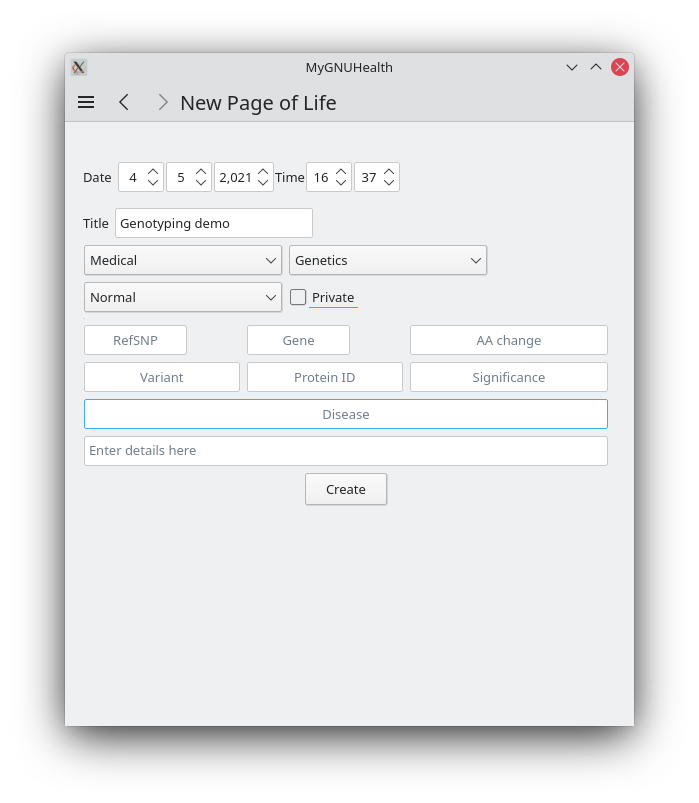 MyGNUHealth
New Page of Life
Date 4 5 2,021 Time 16 37
Title Genotyping demo
Medical Genetics
Normal Private
RefSNP Gene AA change
Variant Protein ID Significance
Disease
Enter details here
Create